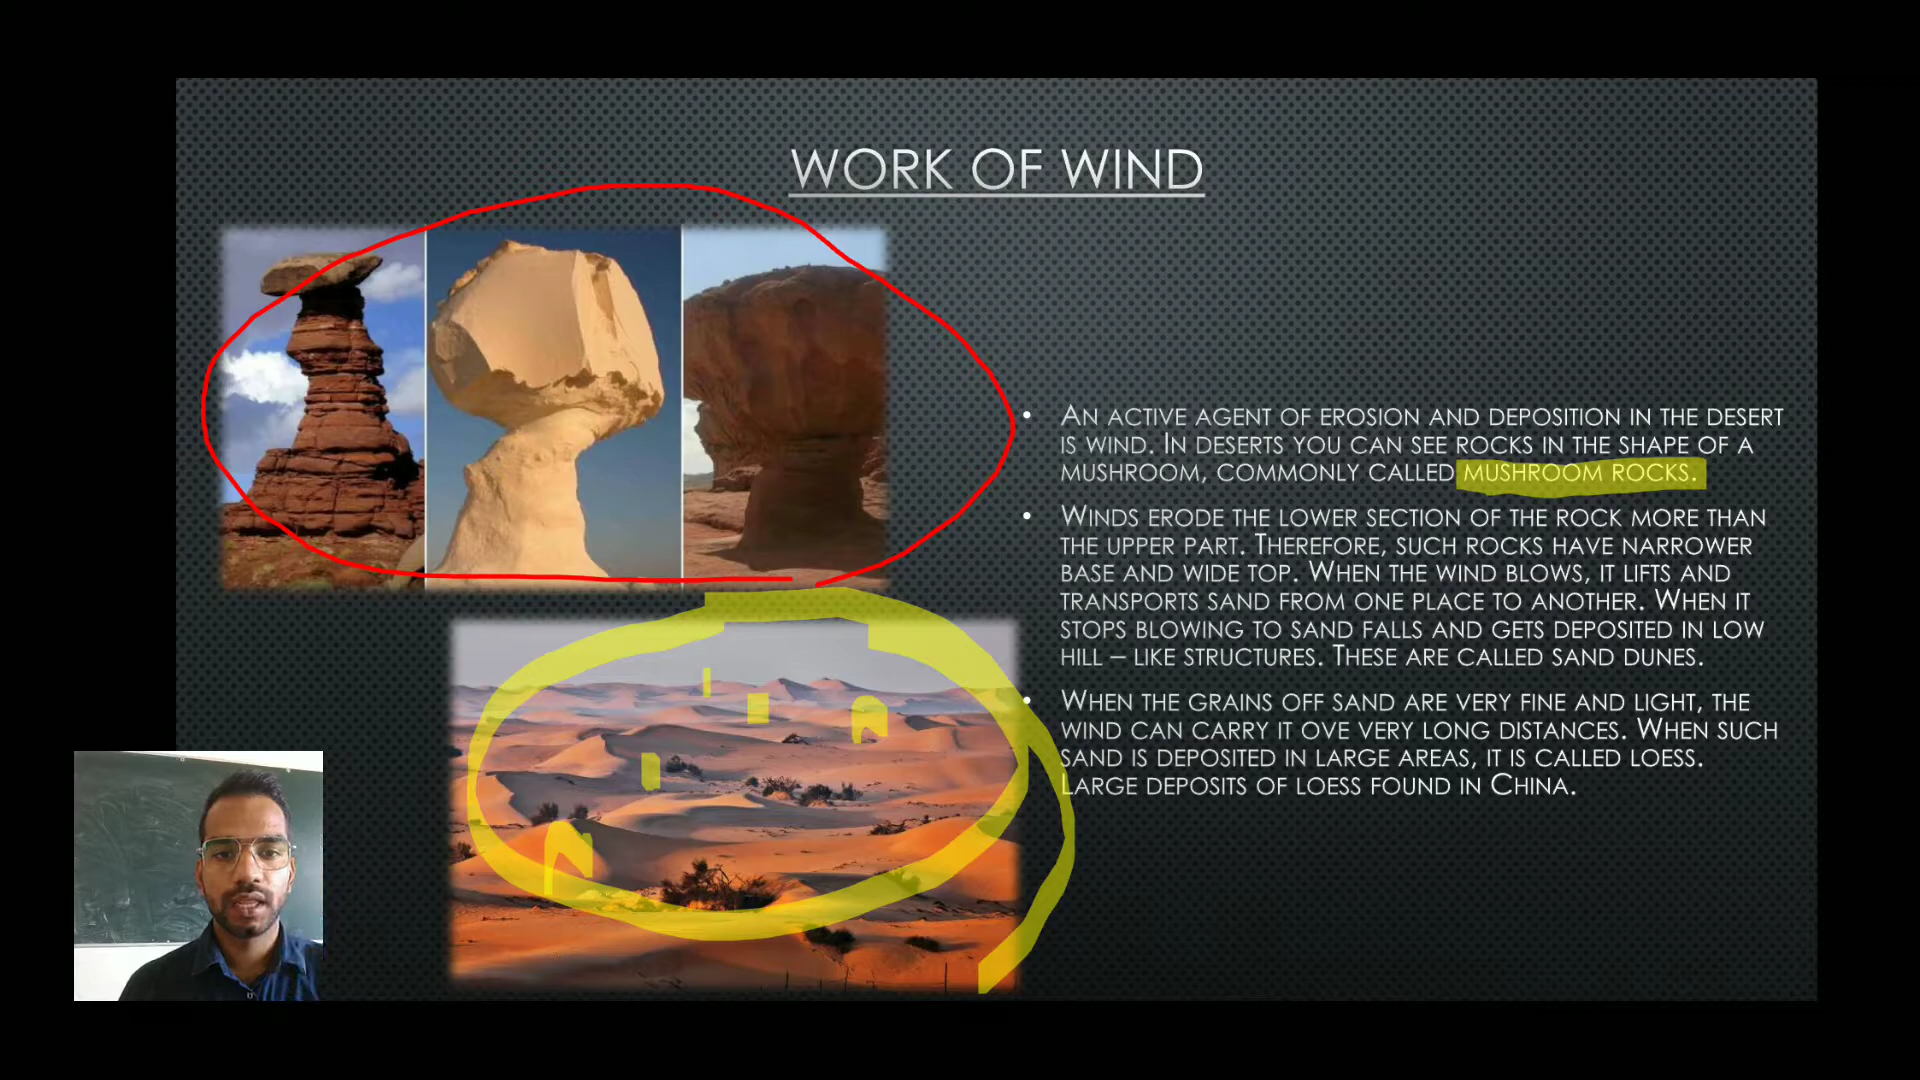 WORK OF WIND
• AN ACTIVE AGENT OF EROSION AND DEPOSITION IN THE DESERT
IS WIND. IN DESERTS YOU CAN SEE ROCKS IN THE SHAPE OF A
MUSHROOM, COMMONLY CALLED MUSHROOM ROCKS.
• WINDS ERODE THE LOWER SECTION OF THE ROCK MORE THAN
THE UPPER PART. THEREFORE, SUCH ROCKS HAVE NARROWER
BASE AND WIDE TOP. WHEN THE WIND BLOWS, IT LIFTS AND
TRANSPORTS SAND FROM ONE PLACE TO ANOTHER. WHEN IT
STOPS BLOWING TO SAND FALLS AND GETS DEPOSITED IN LOW
HILL – LIKE STRUCTURES. THESE ARE CALLED SAND DUNES.
• WHEN THE GRAINS OFF SAND ARE VERY FINE AND LIGHT, THE
WIND CAN CARRY IT OVE VERY LONG DISTANCES. WHEN SUCH
SAND IS DEPOSITED IN LARGE AREAS, IT IS CALLED LOESS.
LARGE DEPOSITS OF LOESS FOUND IN CHINA.